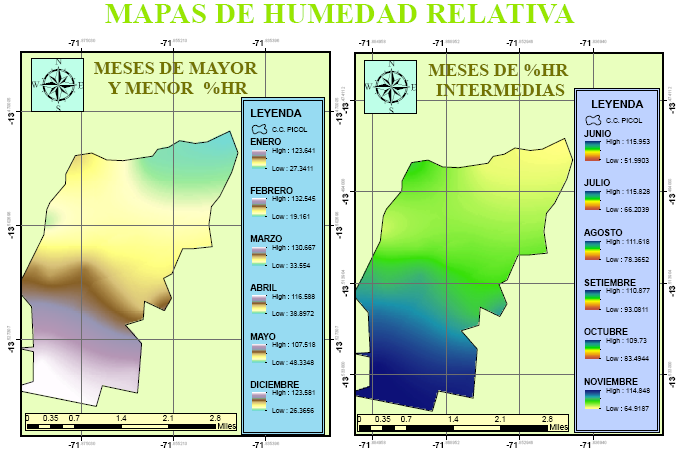 MAPAS DE HUMEDAD RELATIVA
-71
-71
-71
-13
-13
-13
N
W
E
S
MESES DE MAYOR
Y MENOR %HR
LEYENDA
C.C. PICOL
ENERO
High : 123.641
Low : 27.3411
FEBRERO
High : 132.545
Low : 19.161
MARZO
High : 130.667
Low : 33.554
ABRIL
High : 116.588
Low : 38.8972
MAYO
High : 107.518
Low : 48.3348
DICIEMBRE
High : 123.581
Low : 26.3656
0 0.35 0.7 1.4 2.1 2.8
Miles
-71
-71
-71
-71
-71
-71
-71
-13
-13
-13
-13
N
W
E
S
MESES DE %HR
INTERMEDIAS
LEYENDA
C.C. PICOL
JUNIO
High : 115.953
Low : 51.9903
JULIO
High : 115.828
Low : 66.2039
AGOSTO
High : 111.618
Low : 78.3652
SETIEMBRE
High : 110.877
Low : 93.0811
OCTUBRE
High : 109.73
Low : 83.4944
NOVIEMBRE
High : 114.848
Low : 64.9187
0 0.35 0.7 1.4 2.1 2.8
Miles
-71
-71
-71
-71